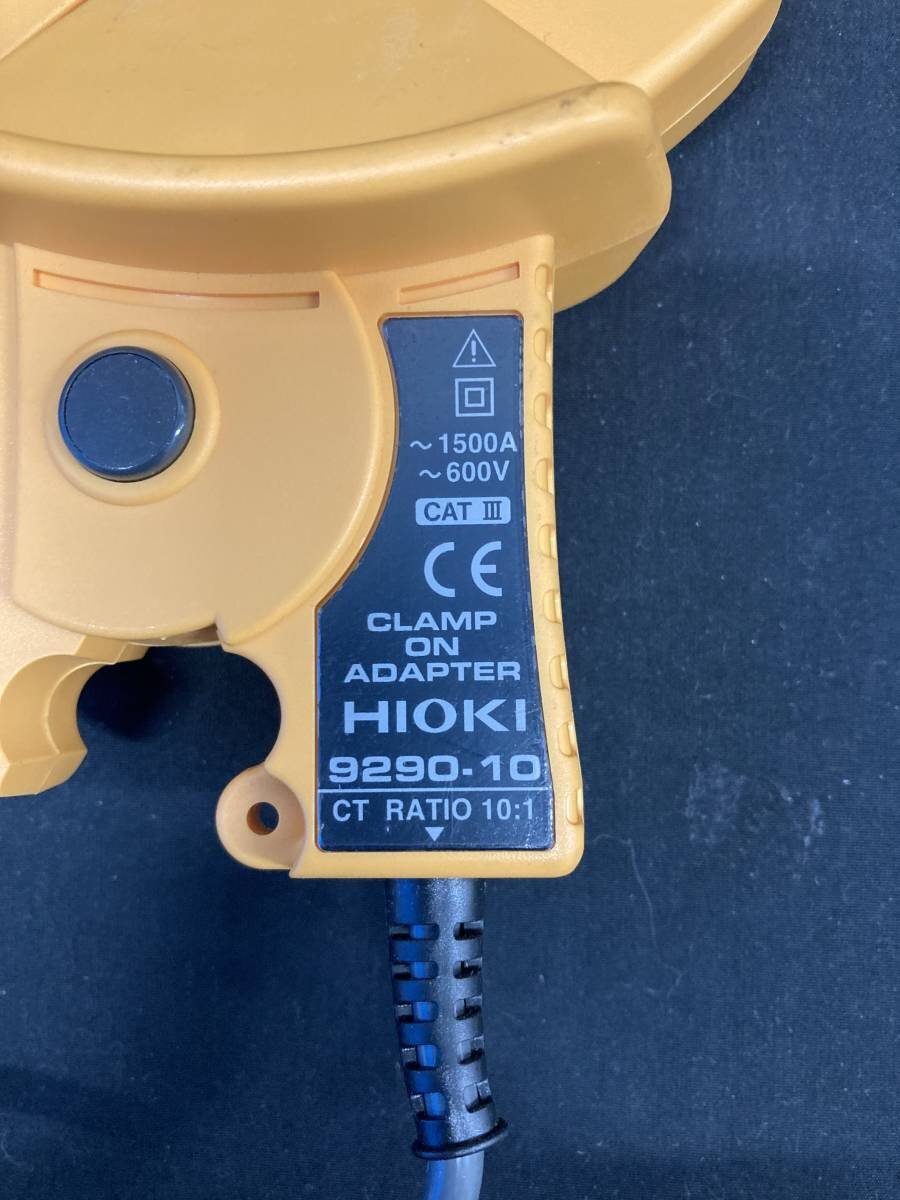 ~1500A
~600V
CAT III
CE
CLAMP
ON
ADAPTER
HIOKI
9290-10
CT RATIO 10:1